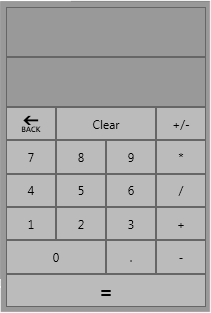 BACK Clear +/-
7 8 9 *
4 5 6 /
1 2 3 +
0 . -
=